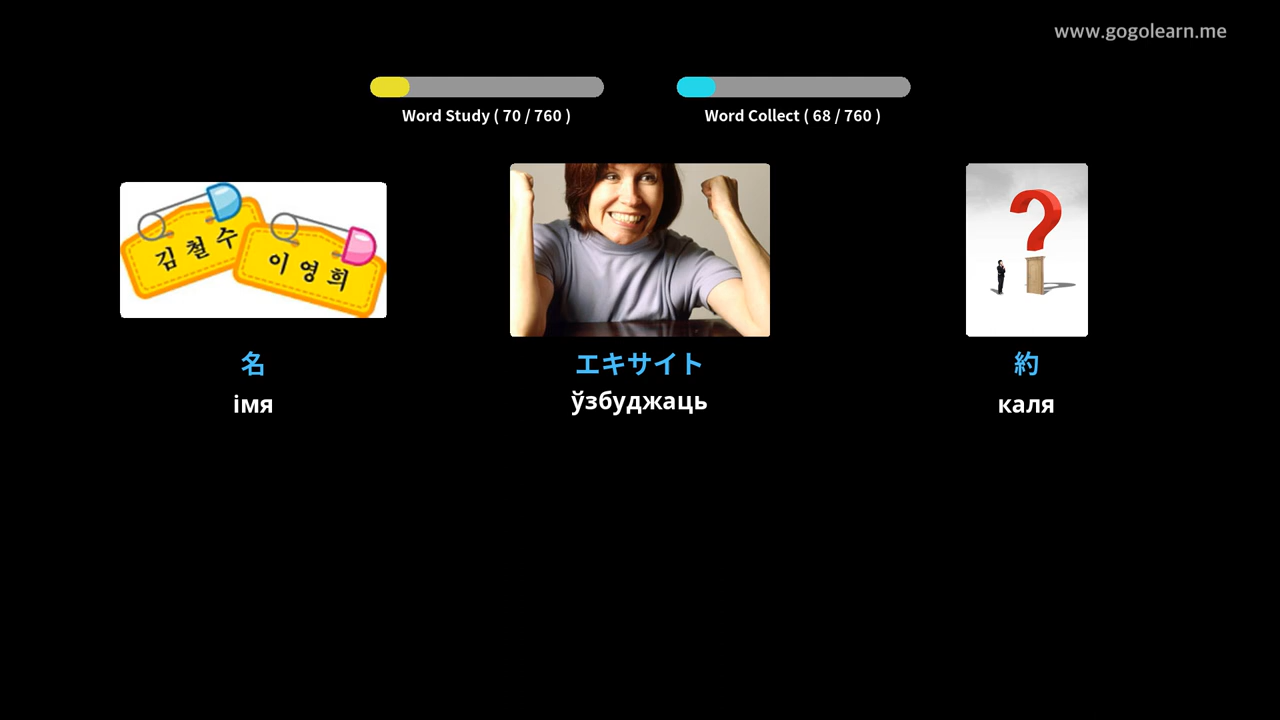 www.gogolearn.me
Word Study ( 70 / 760 )
Word Collect ( 68 / 760 )
김철수
이영희
名
エキサイト
約
імя
ўзбуджаць
каля